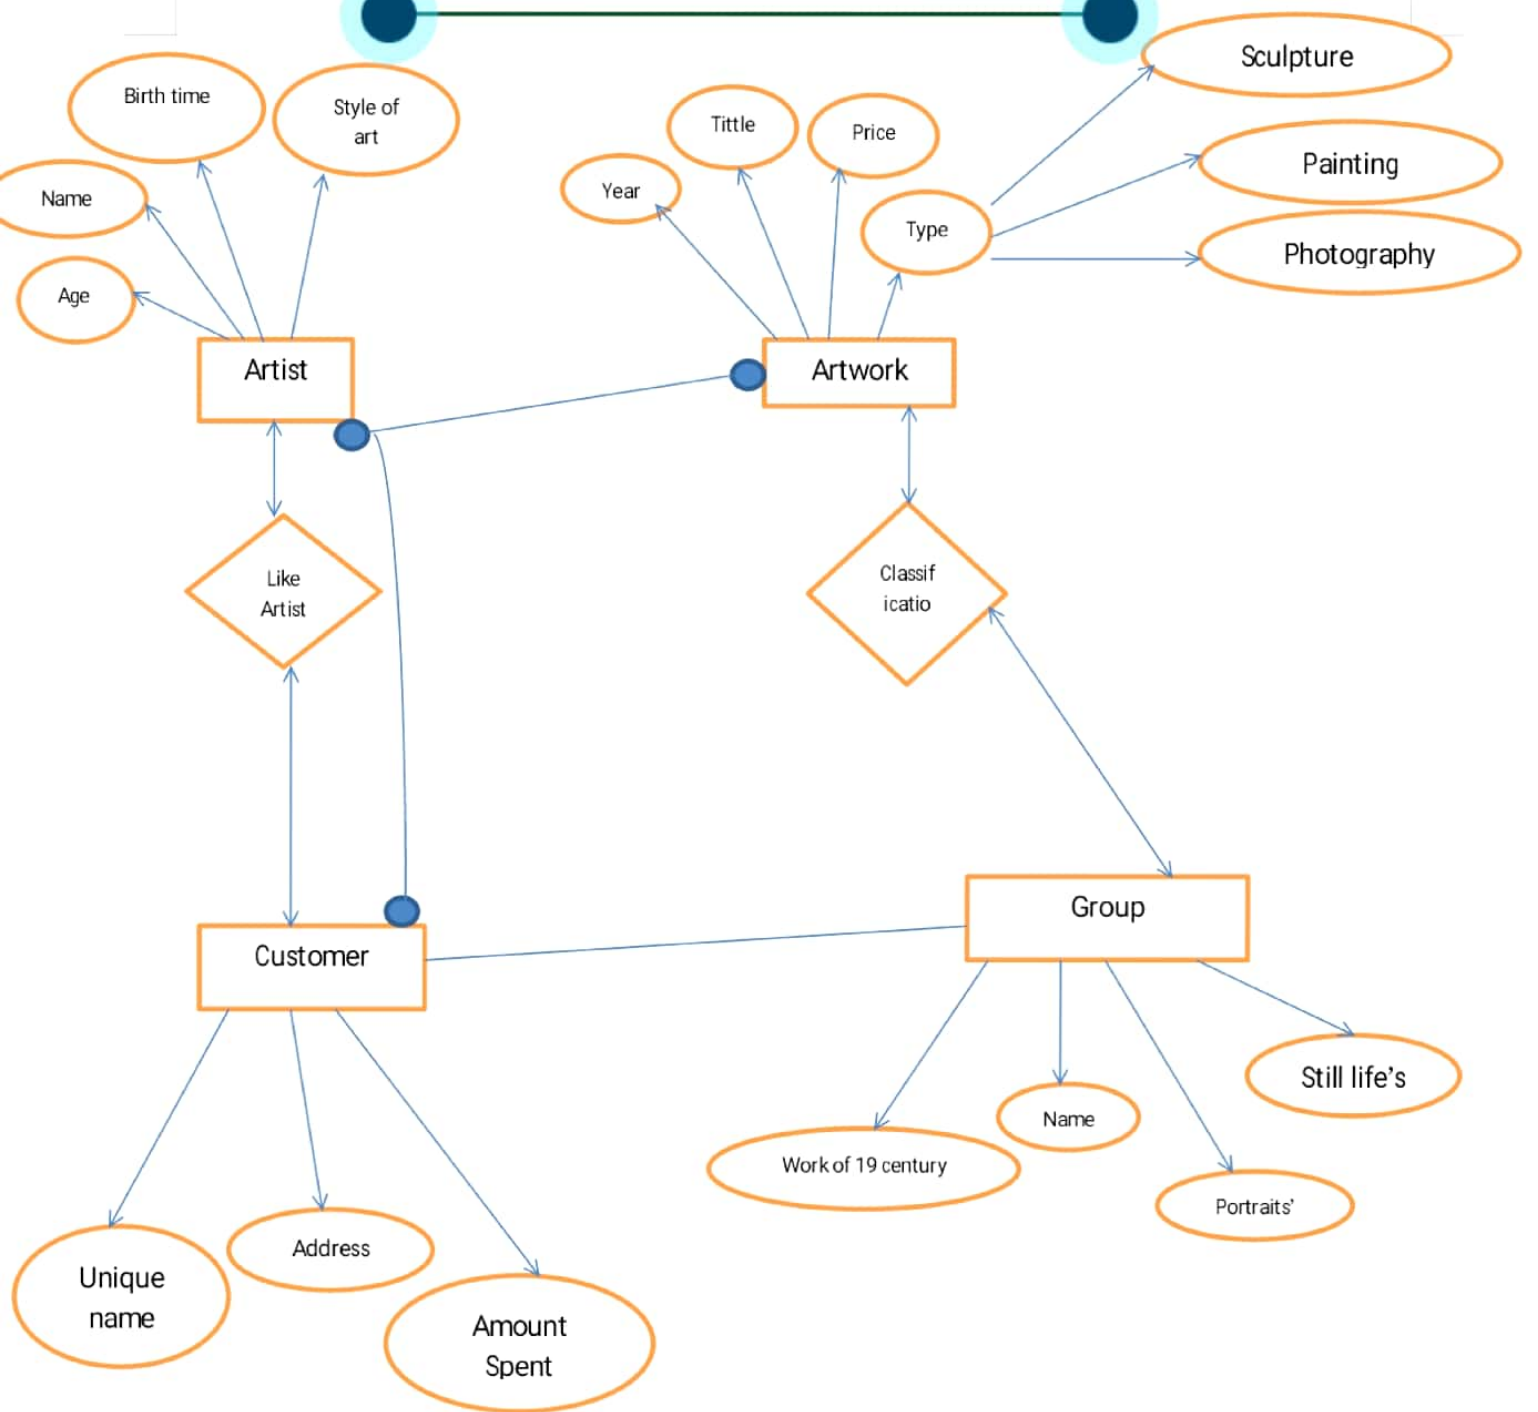 Sculpture
Birth time
Style of
art
Tittle
Price
Painting
Name
Year
Type
Photography
Age
Artist
Artwork
Like
Artist
Classif
icatio
Group
Customer
Still life’s
Name
Work of 19 century
Portraits’
Address
Unique
name
Amount
Spent